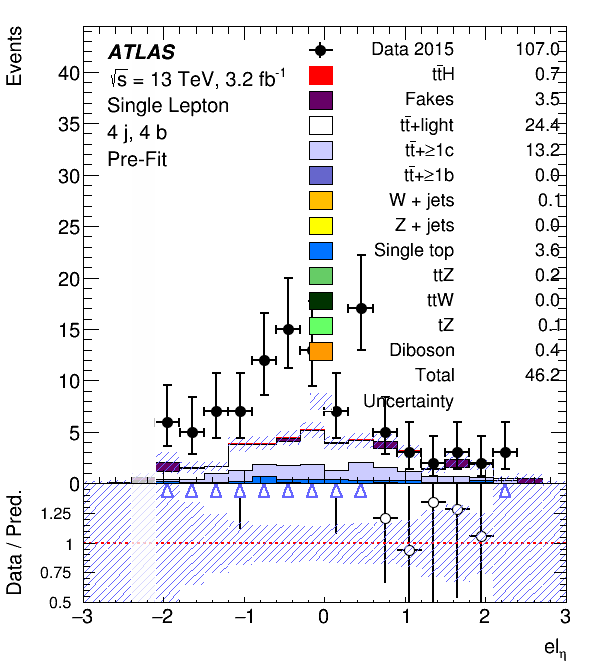 Events
ATLAS
√s = 13 TeV, 3.2 fb⁻¹
Single Lepton
4 j, 4 b
Pre-Fit
Data 2015 107.0
tt̄H 0.7
Fakes 3.5
tt̄+light 24.4
tt̄+≥1c 13.2
tt̄+≥1b 0.0
W + jets 0.1
Z + jets 0.0
Single top 3.6
ttZ 0.2
ttW 0.0
tZ 0.1
Diboson 0.4
Total 46.2
Uncertainty
40
35
30
25
20
15
10
5
0
Data / Pred.
1.25
1
0.75
0.5
−3 −2 −1 0 1 2 3
el_η